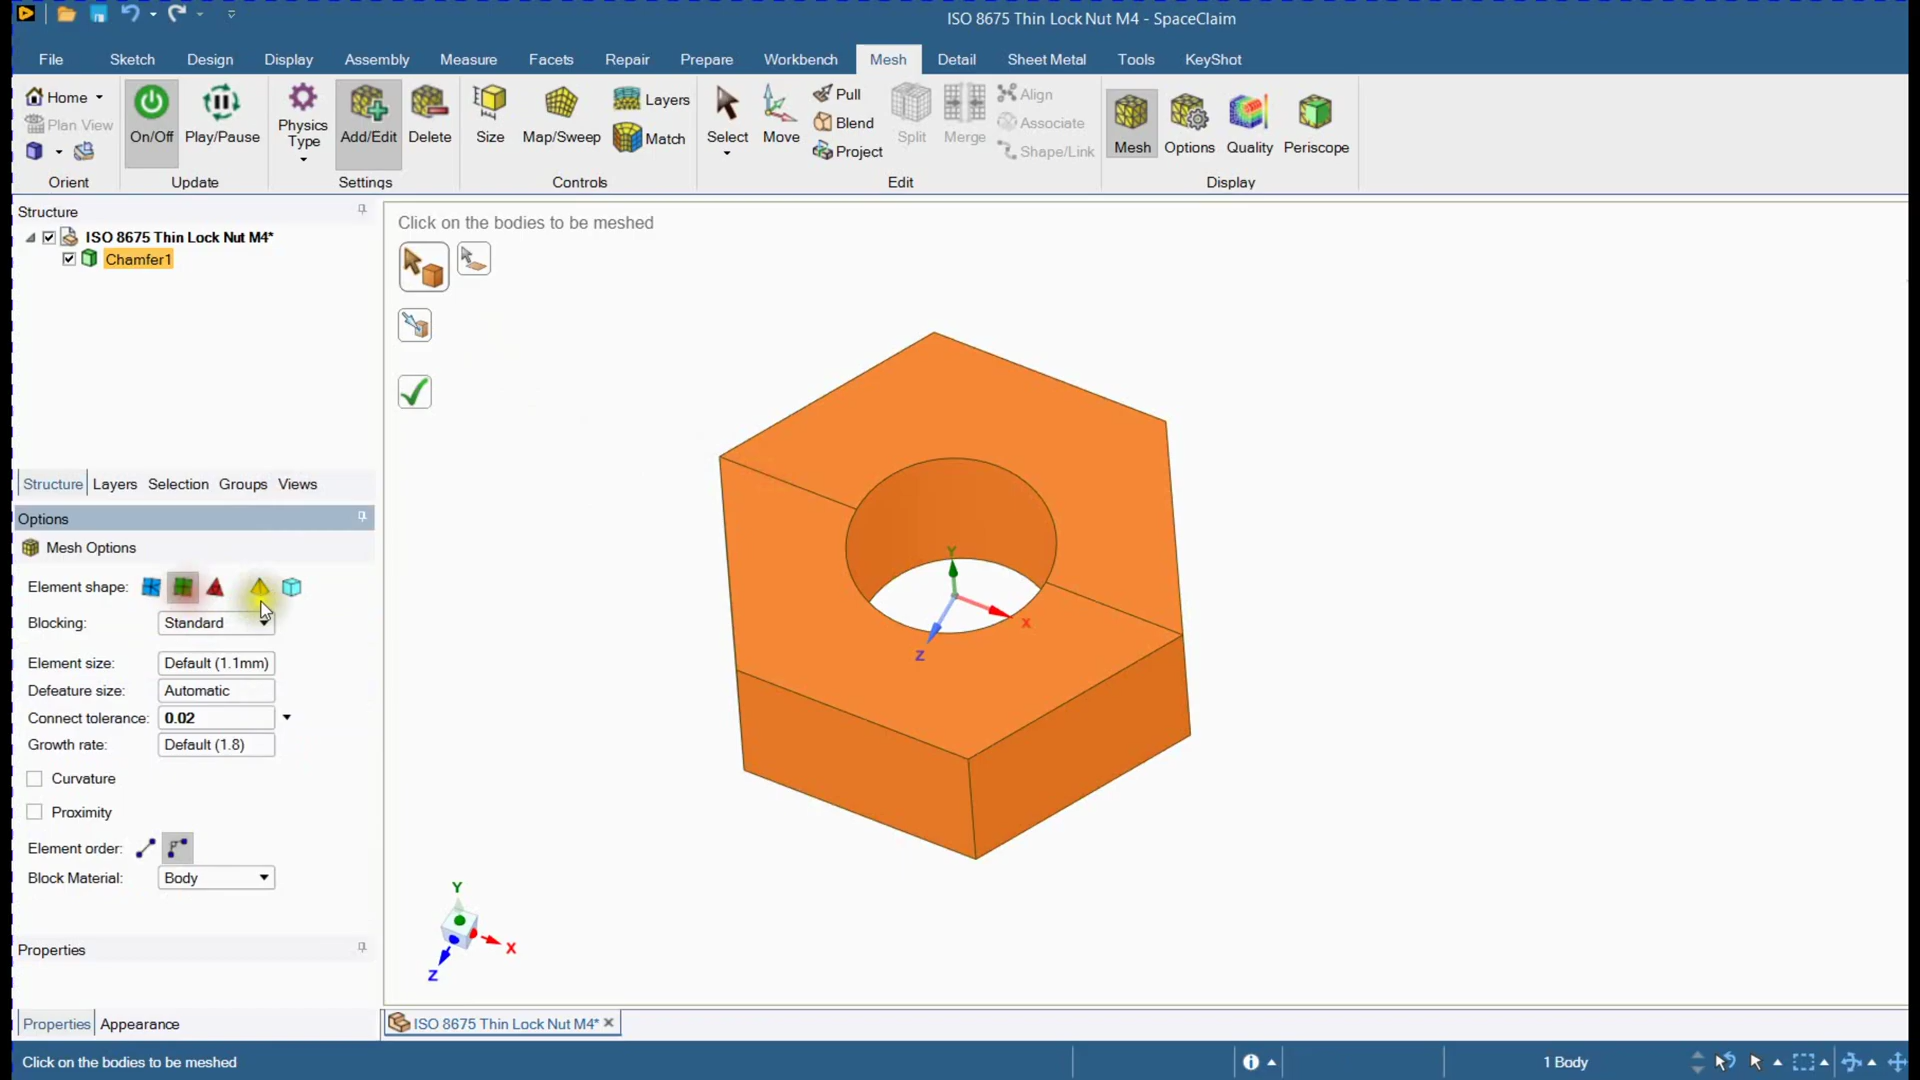 ISO 8675 Thin Lock Nut M4 - SpaceClaim
File Sketch Design Display Assembly Measure Facets Repair Prepare Workbench Mesh Detail Sheet Metal Tools KeyShot
Home
Plan View
Orient
On/Off
Play/Pause
Update
Physics
Type
Add/Edit
Delete
Settings
Size
Map/Sweep
Layers
Match
Controls
Select
Move
Pull
Blend
Project
Split
Merge
Align
Associate
Shape/Link
Edit
Mesh
Options
Quality
Periscope
Display
Structure
ISO 8675 Thin Lock Nut M4*
Chamfer1
Structure Layers Selection Groups Views
Options
Mesh Options
Element shape:
Blocking: Standard
Element size: Default (1.1mm)
Defeature size: Automatic
Connect tolerance: 0.02
Growth rate: Default (1.8)
Curvature
Proximity
Element order:
Block Material: Body
Properties
Properties Appearance
Click on the bodies to be meshed
Y
X
Z
Y
X
Z
ISO 8675 Thin Lock Nut M4*
Click on the bodies to be meshed
1 Body